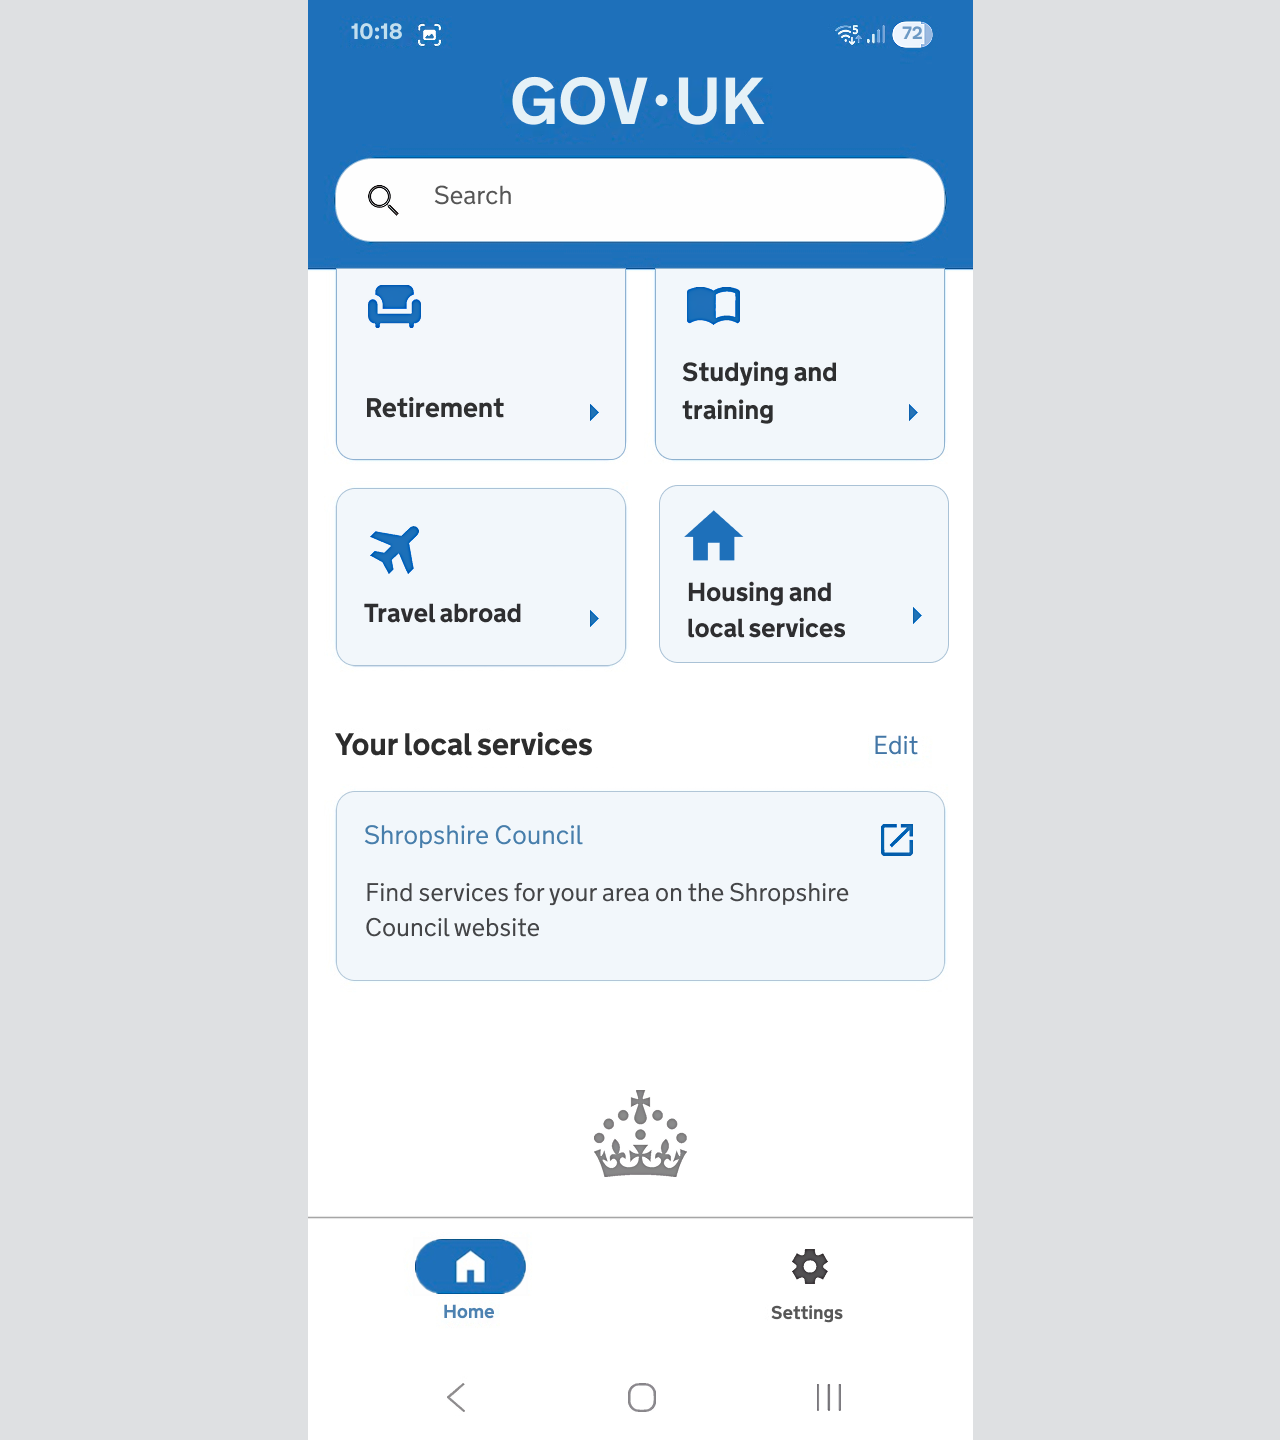 10:18
5
72
GOV·UK
Search
Retirement
Studying and
training
Travel abroad
Housing and
local services
Your local services
Edit
Shropshire Council
Find services for your area on the Shropshire
Council website
Home
Settings